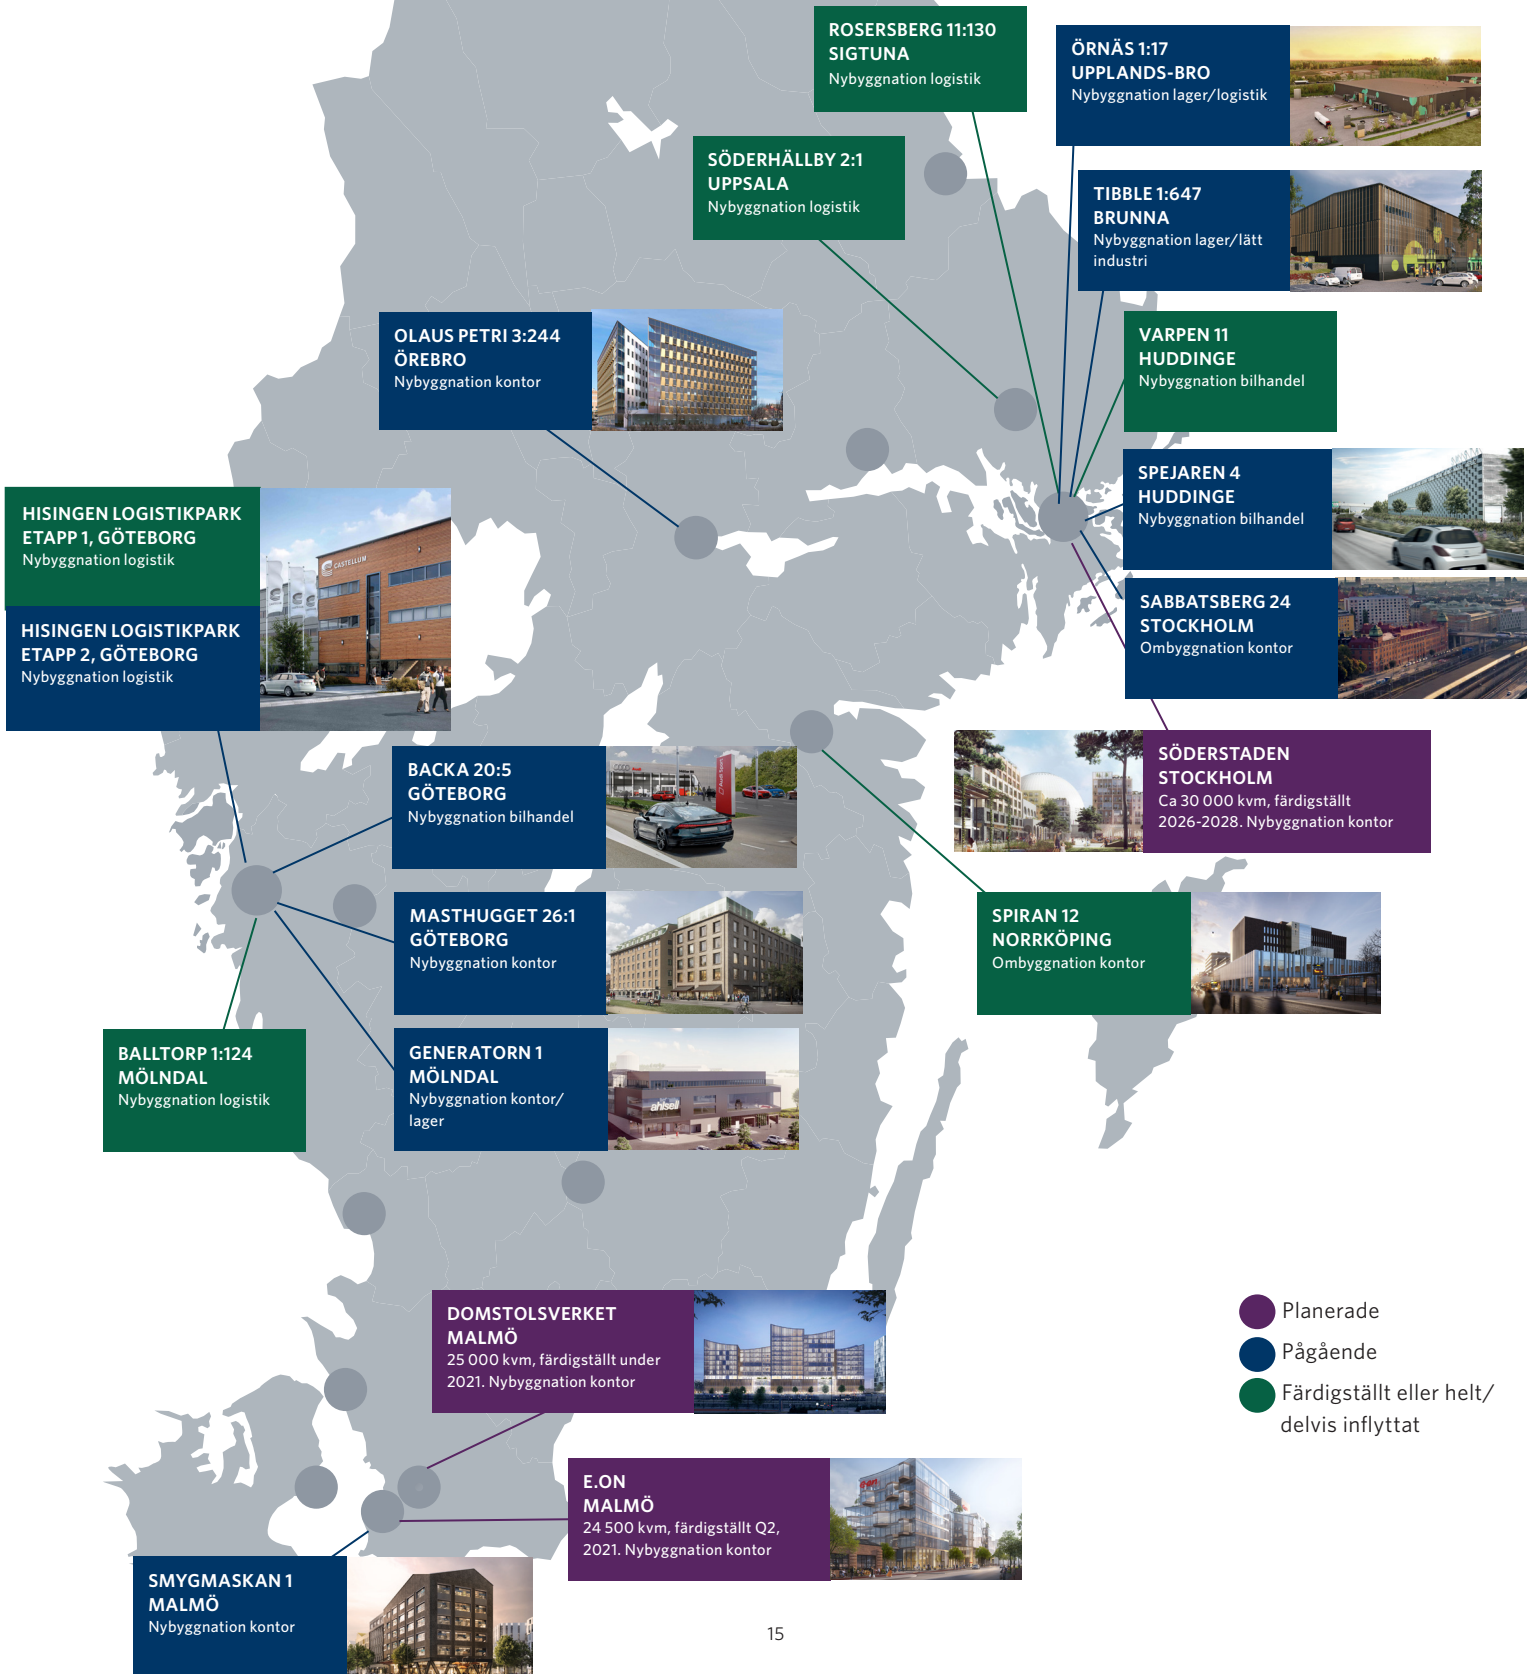 ROSERSBERG 11:130
SIGTUNA
Nybyggnation logistik
ÖRNÄS 1:17
UPPLANDS-BRO
Nybyggnation lager/logistik
SÖDERHÄLLBY 2:1
UPPSALA
Nybyggnation logistik
TIBBLE 1:647
BRUNNA
Nybyggnation lager/lätt
industri
OLAUS PETRI 3:244
ÖREBRO
Nybyggnation kontor
VARPEN 11
HUDDINGE
Nybyggnation bilhandel
SPEJAREN 4
HUDDINGE
Nybyggnation bilhandel
HISINGEN LOGISTIKPARK
ETAPP 1, GÖTEBORG
Nybyggnation logistik
CASTELLUM
HISINGEN LOGISTIKPARK
ETAPP 2, GÖTEBORG
Nybyggnation logistik
SABBATSBERG 24
STOCKHOLM
Ombyggnation kontor
SÖDERSTADEN
STOCKHOLM
Ca 30 000 kvm, färdigställt
2026-2028. Nybyggnation kontor
BACKA 20:5
GÖTEBORG
Nybyggnation bilhandel
MASTHUGGET 26:1
GÖTEBORG
Nybyggnation kontor
SPIRAN 12
NORRKÖPING
Ombyggnation kontor
BALLTORP 1:124
MÖLNDAL
Nybyggnation logistik
GENERATORN 1
MÖLNDAL
Nybyggnation kontor/
lager
ahlsell
DOMSTOLSVERKET
MALMÖ
25 000 kvm, färdigställt under
2021. Nybyggnation kontor
Planerade
Pågående
Färdigställt eller helt/
delvis inflyttat
E.ON
MALMÖ
24 500 kvm, färdigställt Q2,
2021. Nybyggnation kontor
e-on
SMYGMASKAN 1
MALMÖ
Nybyggnation kontor
15